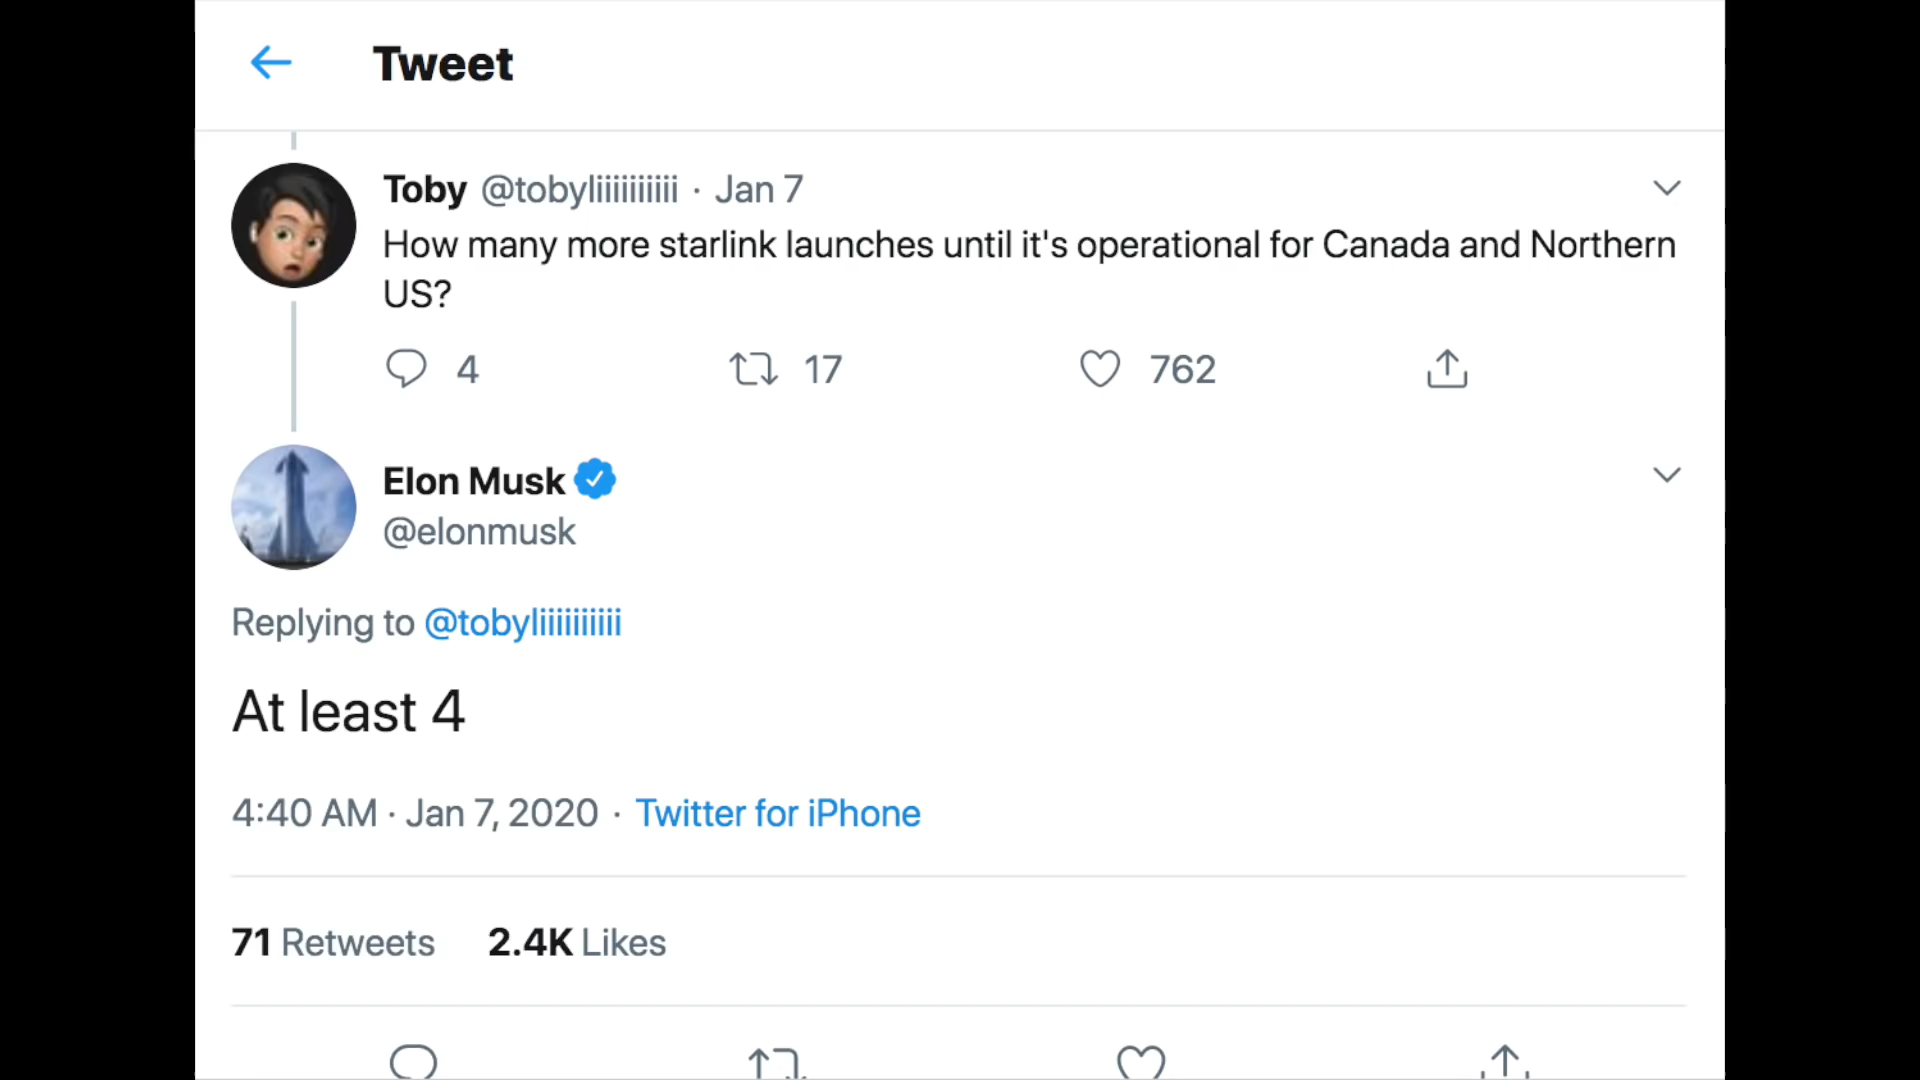 Tweet
Toby @tobyliiiiiiiiii · Jan 7
How many more starlink launches until it's operational for Canada and Northern
US?
4 17 762
Elon Musk
@elonmusk
Replying to @tobyliiiiiiiiii
At least 4
4:40 AM · Jan 7, 2020 · Twitter for iPhone
71 Retweets 2.4K Likes